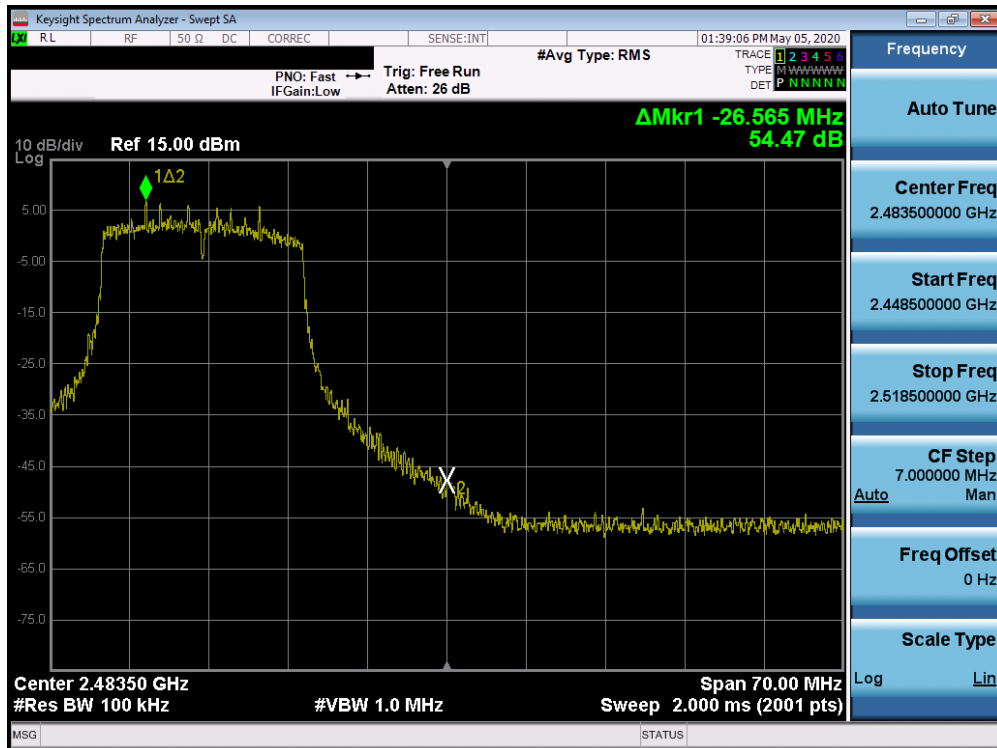 Keysight Spectrum Analyzer - Swept SA
LXI RL RF 50 Ω DC CORREC SENSE:INT 01:39:06 PM May 05, 2020
#Avg Type: RMS TRACE 1 2 3 4 5 6
PNO: Fast Trig: Free Run TYPE M WWWWW
IFGain:Low Atten: 26 dB DET P N N N N N
ΔMkr1 -26.565 MHz
54.47 dB
10 dB/div Ref 15.00 dBm
Log
1Δ2
5.00
-5.00
-15.0
-25.0
-35.0
-45.0
2
-55.0
-65.0
-75.0
Center 2.48350 GHz Span 70.00 MHz
#Res BW 100 kHz #VBW 1.0 MHz Sweep 2.000 ms (2001 pts)
MSG STATUS
Frequency
Auto Tune
Center Freq
2.483500000 GHz
Start Freq
2.448500000 GHz
Stop Freq
2.518500000 GHz
CF Step
7.000000 MHz
Auto Man
Freq Offset
0 Hz
Scale Type
Log Lin